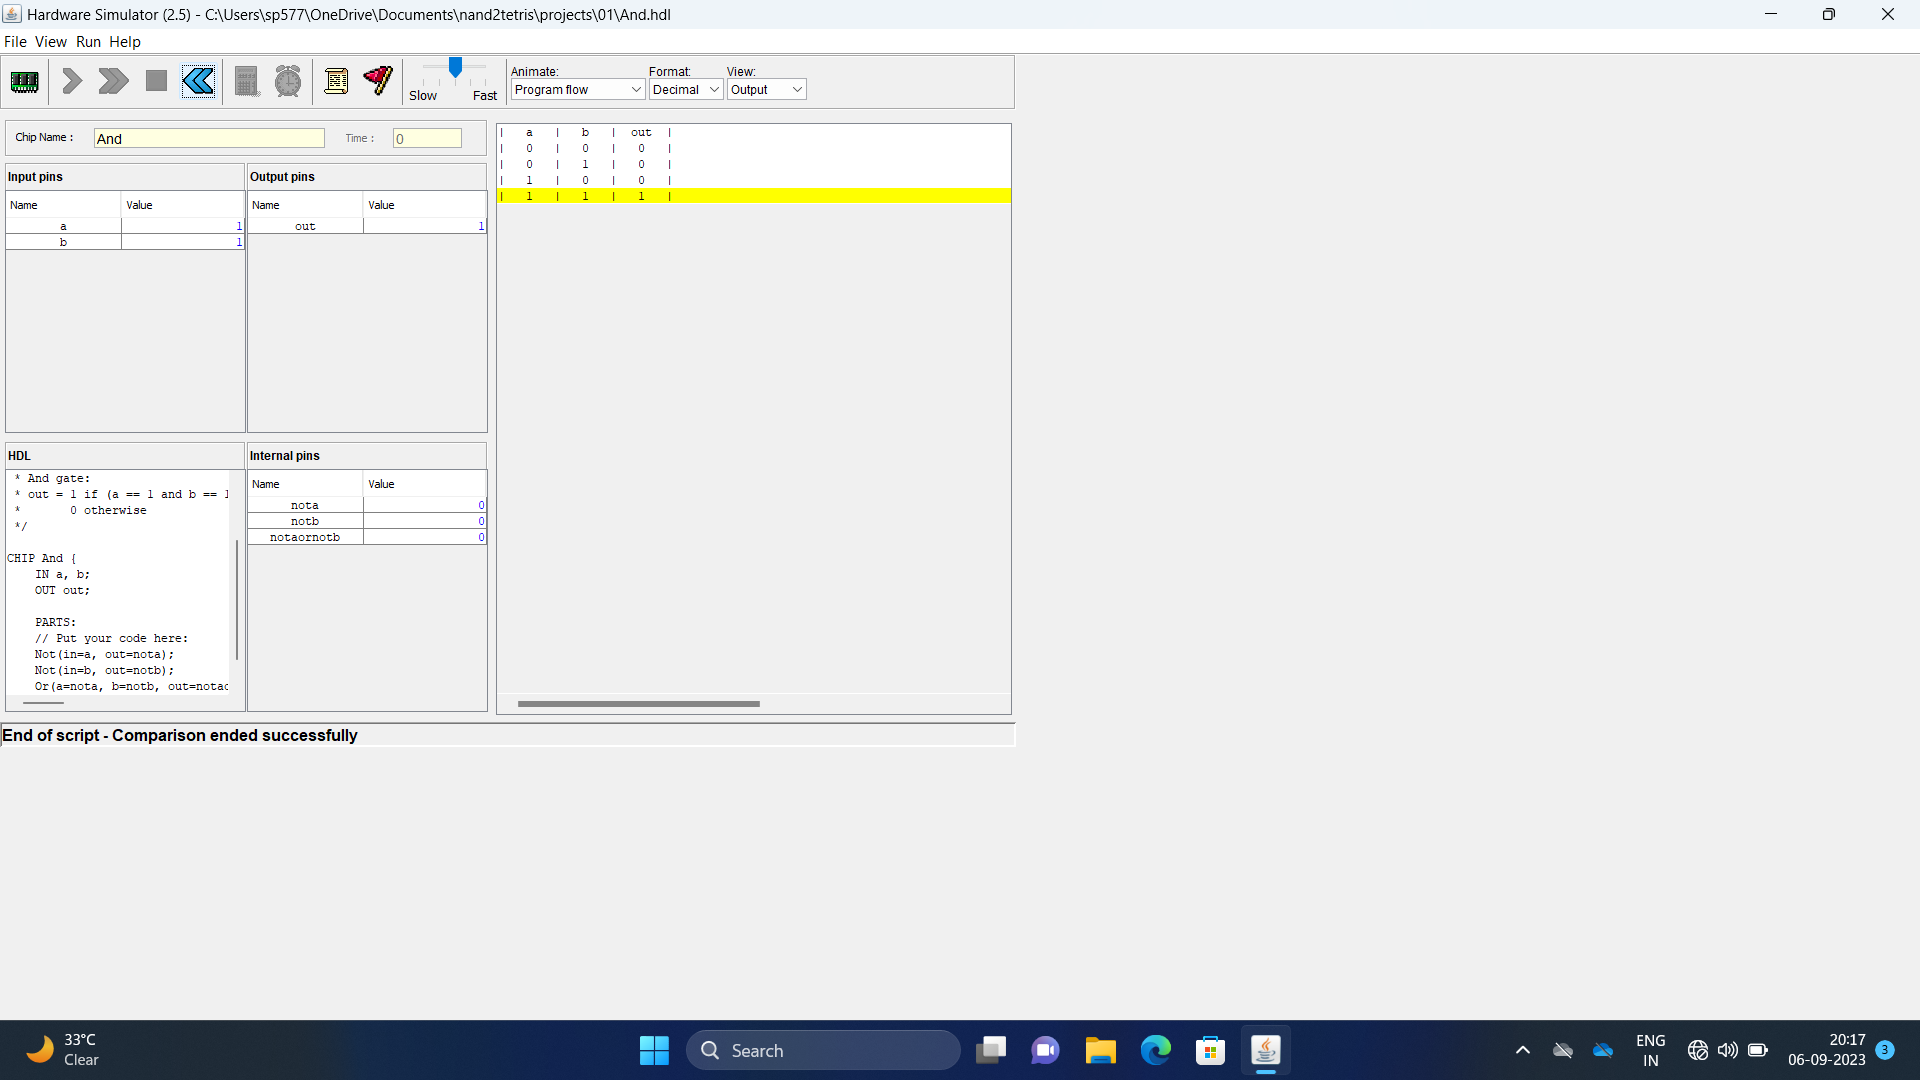 Hardware Simulator (2.5) - C:\Users\sp577\OneDrive\Documents\nand2tetris\projects\01\And.hdl
File View Run Help
Slow Fast
Animate: Format: View:
Program flow Decimal Output
Chip Name : And Time : 0
Input pins
Name Value
a 1
b 1
Output pins
Name Value
out 1
| a | b | out |
| 0 | 0 | 0 |
| 0 | 1 | 0 |
| 1 | 0 | 0 |
| 1 | 1 | 1 |
HDL
* And gate:
* out = 1 if (a == 1 and b == 1
* 0 otherwise
*/
CHIP And {
IN a, b;
OUT out;
PARTS:
// Put your code here:
Not(in=a, out=nota);
Not(in=b, out=notb);
Or(a=nota, b=notb, out=notao
Internal pins
Name Value
nota 0
notb 0
notaornotb 0
End of script - Comparison ended successfully
33°C
Clear
Search
ENG
IN
20:17
06-09-2023
3